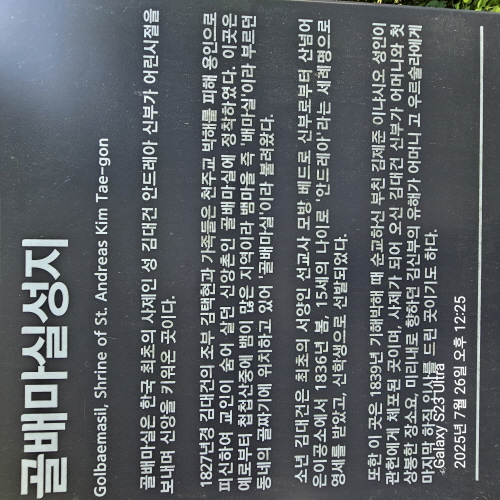 골배마실성지
Golbaemasil, Shrine of St. Andreas Kim Tae-gon
골배마실은 한국 최초의 사제인 성 김대건 안드레아 신부가 어린시절을
보내며 신앙을 키워온 곳이다.
1827년경 김대건의 조부 김택현과 가족들은 천주교 박해를 피해 용인으로
피신하여 교인이 숨어 살던 신앙촌인 골배마실에 정착하였다. 이곳은
예로부터 첩첩산중에 뱀이 많은 지역이라 뱀마을 즉 '배마실'이라 부르던
동네의 골짜기에 위치하고 있어 '골배마실'이라 불려왔다.
소년 김대건은 최초의 서양인 선교사 모방 베드로 신부로부터 산넘어
은이공소에서 1836년 봄, 15세의 나이로 '안드레아'라는 세례명으로
영세를 받았고, 신학생으로 선발되었다.
또한 이 곳은 1839년 기해박해 때 순교하신 부친 김제준 이냐시오 성인이
관헌에게 체포된 곳이며, 사제가 되어 오신 김대건 신부가 어머니와 첫
상봉한 장소요, 미리내로 향하던 김신부의 유해가 어머니 고 우르술라에게
마지막 하직 인사를 드린 곳이기도 하다.
Galaxy S23 Ultra
2025년 7월 26일 오후 12:25